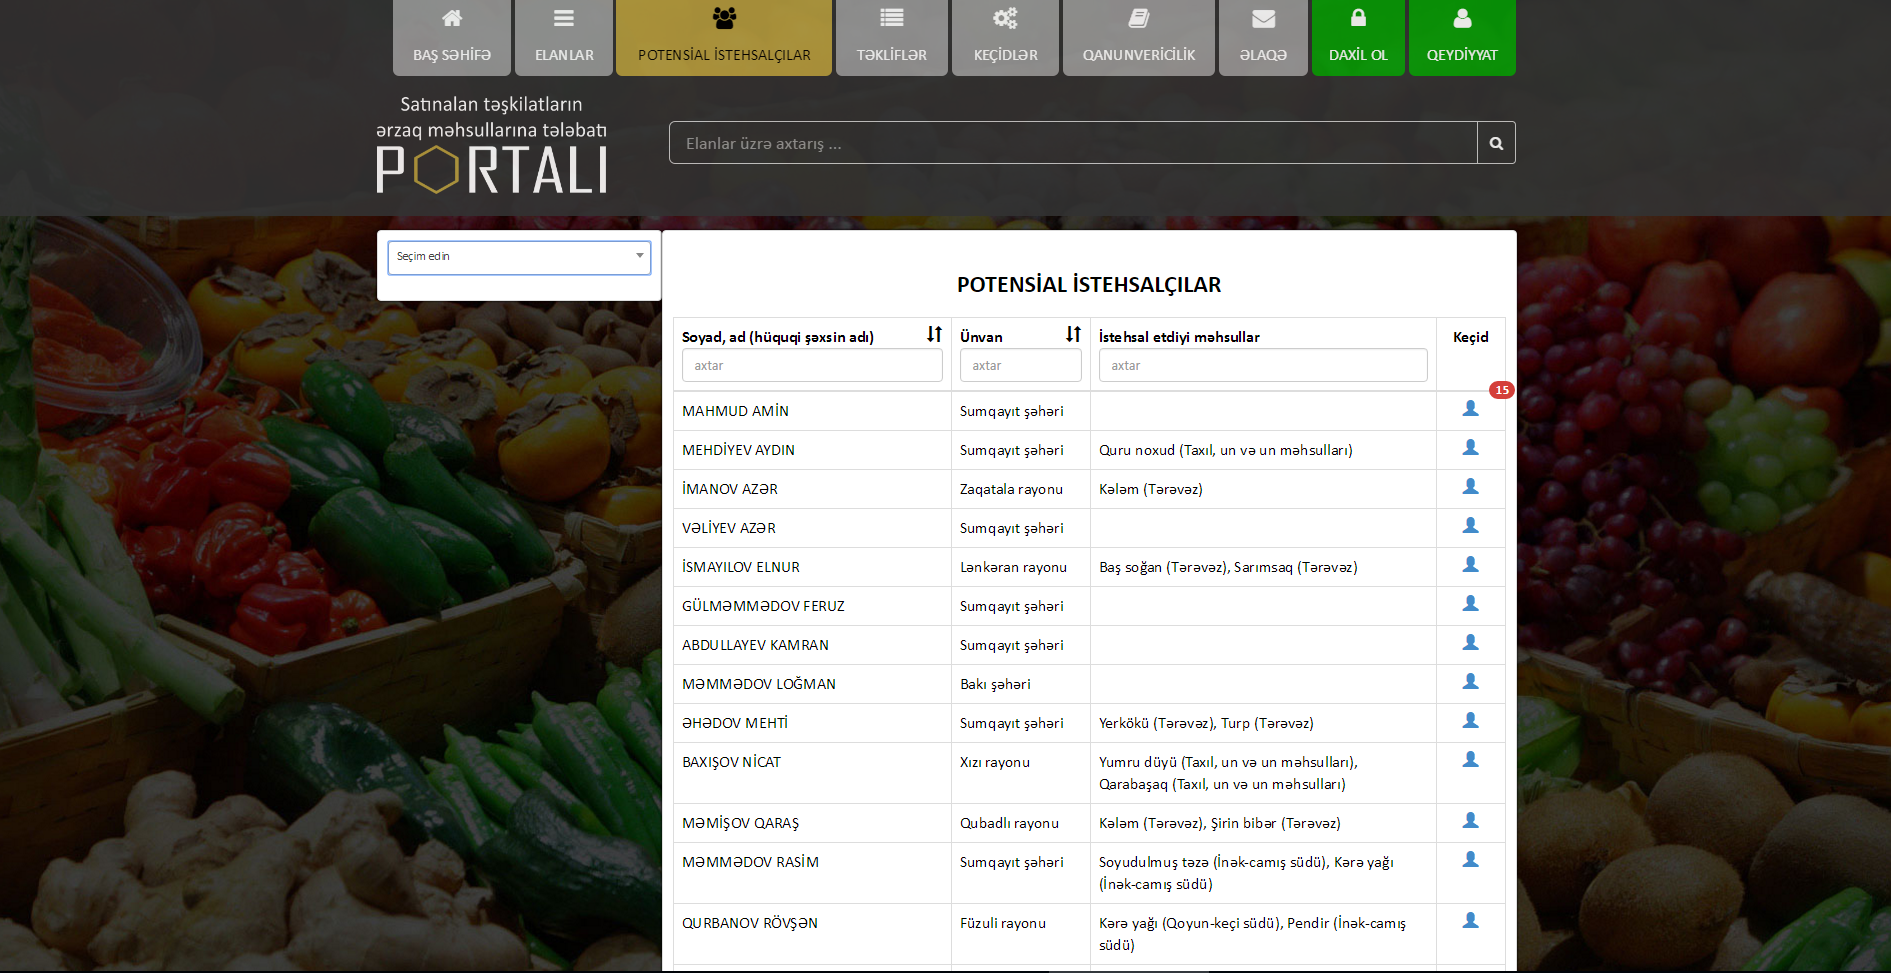 BAŞ SƏHİFƏ
ELANLAR
POTENSİAL İSTEHSALÇILAR
TƏKLİFLƏR
KEÇİDLƏR
QANUNVERİCİLİK
ƏLAQƏ
DAXİL OL
QEYDİYYAT
Satınalan təşkilatların
ərzaq məhsullarına tələbatı
PORTALI
Elanlar üzrə axtarış ...
Seçim edin
POTENSİAL İSTEHSALÇILAR
Soyad, ad (hüquqi şəxsin adı) Ünvan İstehsal etdiyi məhsullar Keçid
axtar axtar axtar
15
MAHMUD AMİN Sumqayıt şəhəri
MEHDİYEV AYDIN Sumqayıt şəhəri Quru noxud (Taxıl, un və un məhsulları)
İMANOV AZƏR Zaqatala rayonu Kələm (Tərəvəz)
VƏLİYEV AZƏR Sumqayıt şəhəri
İSMAYILOV ELNUR Lənkəran rayonu Baş soğan (Tərəvəz), Sarımsaq (Tərəvəz)
GÜLMƏMMƏDOV FERUZ Sumqayıt şəhəri
ABDULLAYEV KAMRAN Sumqayıt şəhəri
MƏMMƏDOV LOĞMAN Bakı şəhəri
ƏHƏDOV MEHTİ Sumqayıt şəhəri Yerkökü (Tərəvəz), Turp (Tərəvəz)
BAXIŞOV NİCAT Xızı rayonu Yumru düyü (Taxıl, un və un məhsulları),
Qarabaşaq (Taxıl, un və un məhsulları)
MƏMİŞOV QARAŞ Qubadlı rayonu Kələm (Tərəvəz), Şirin bibər (Tərəvəz)
MƏMMƏDOV RASİM Sumqayıt şəhəri Soyudulmuş təzə (İnək-camış südü), Kərə yağı
(İnək-camış südü)
QURBANOV RÖVŞƏN Füzuli rayonu Kərə yağı (Qoyun-keçi südü), Pendir (İnək-camış
südü)